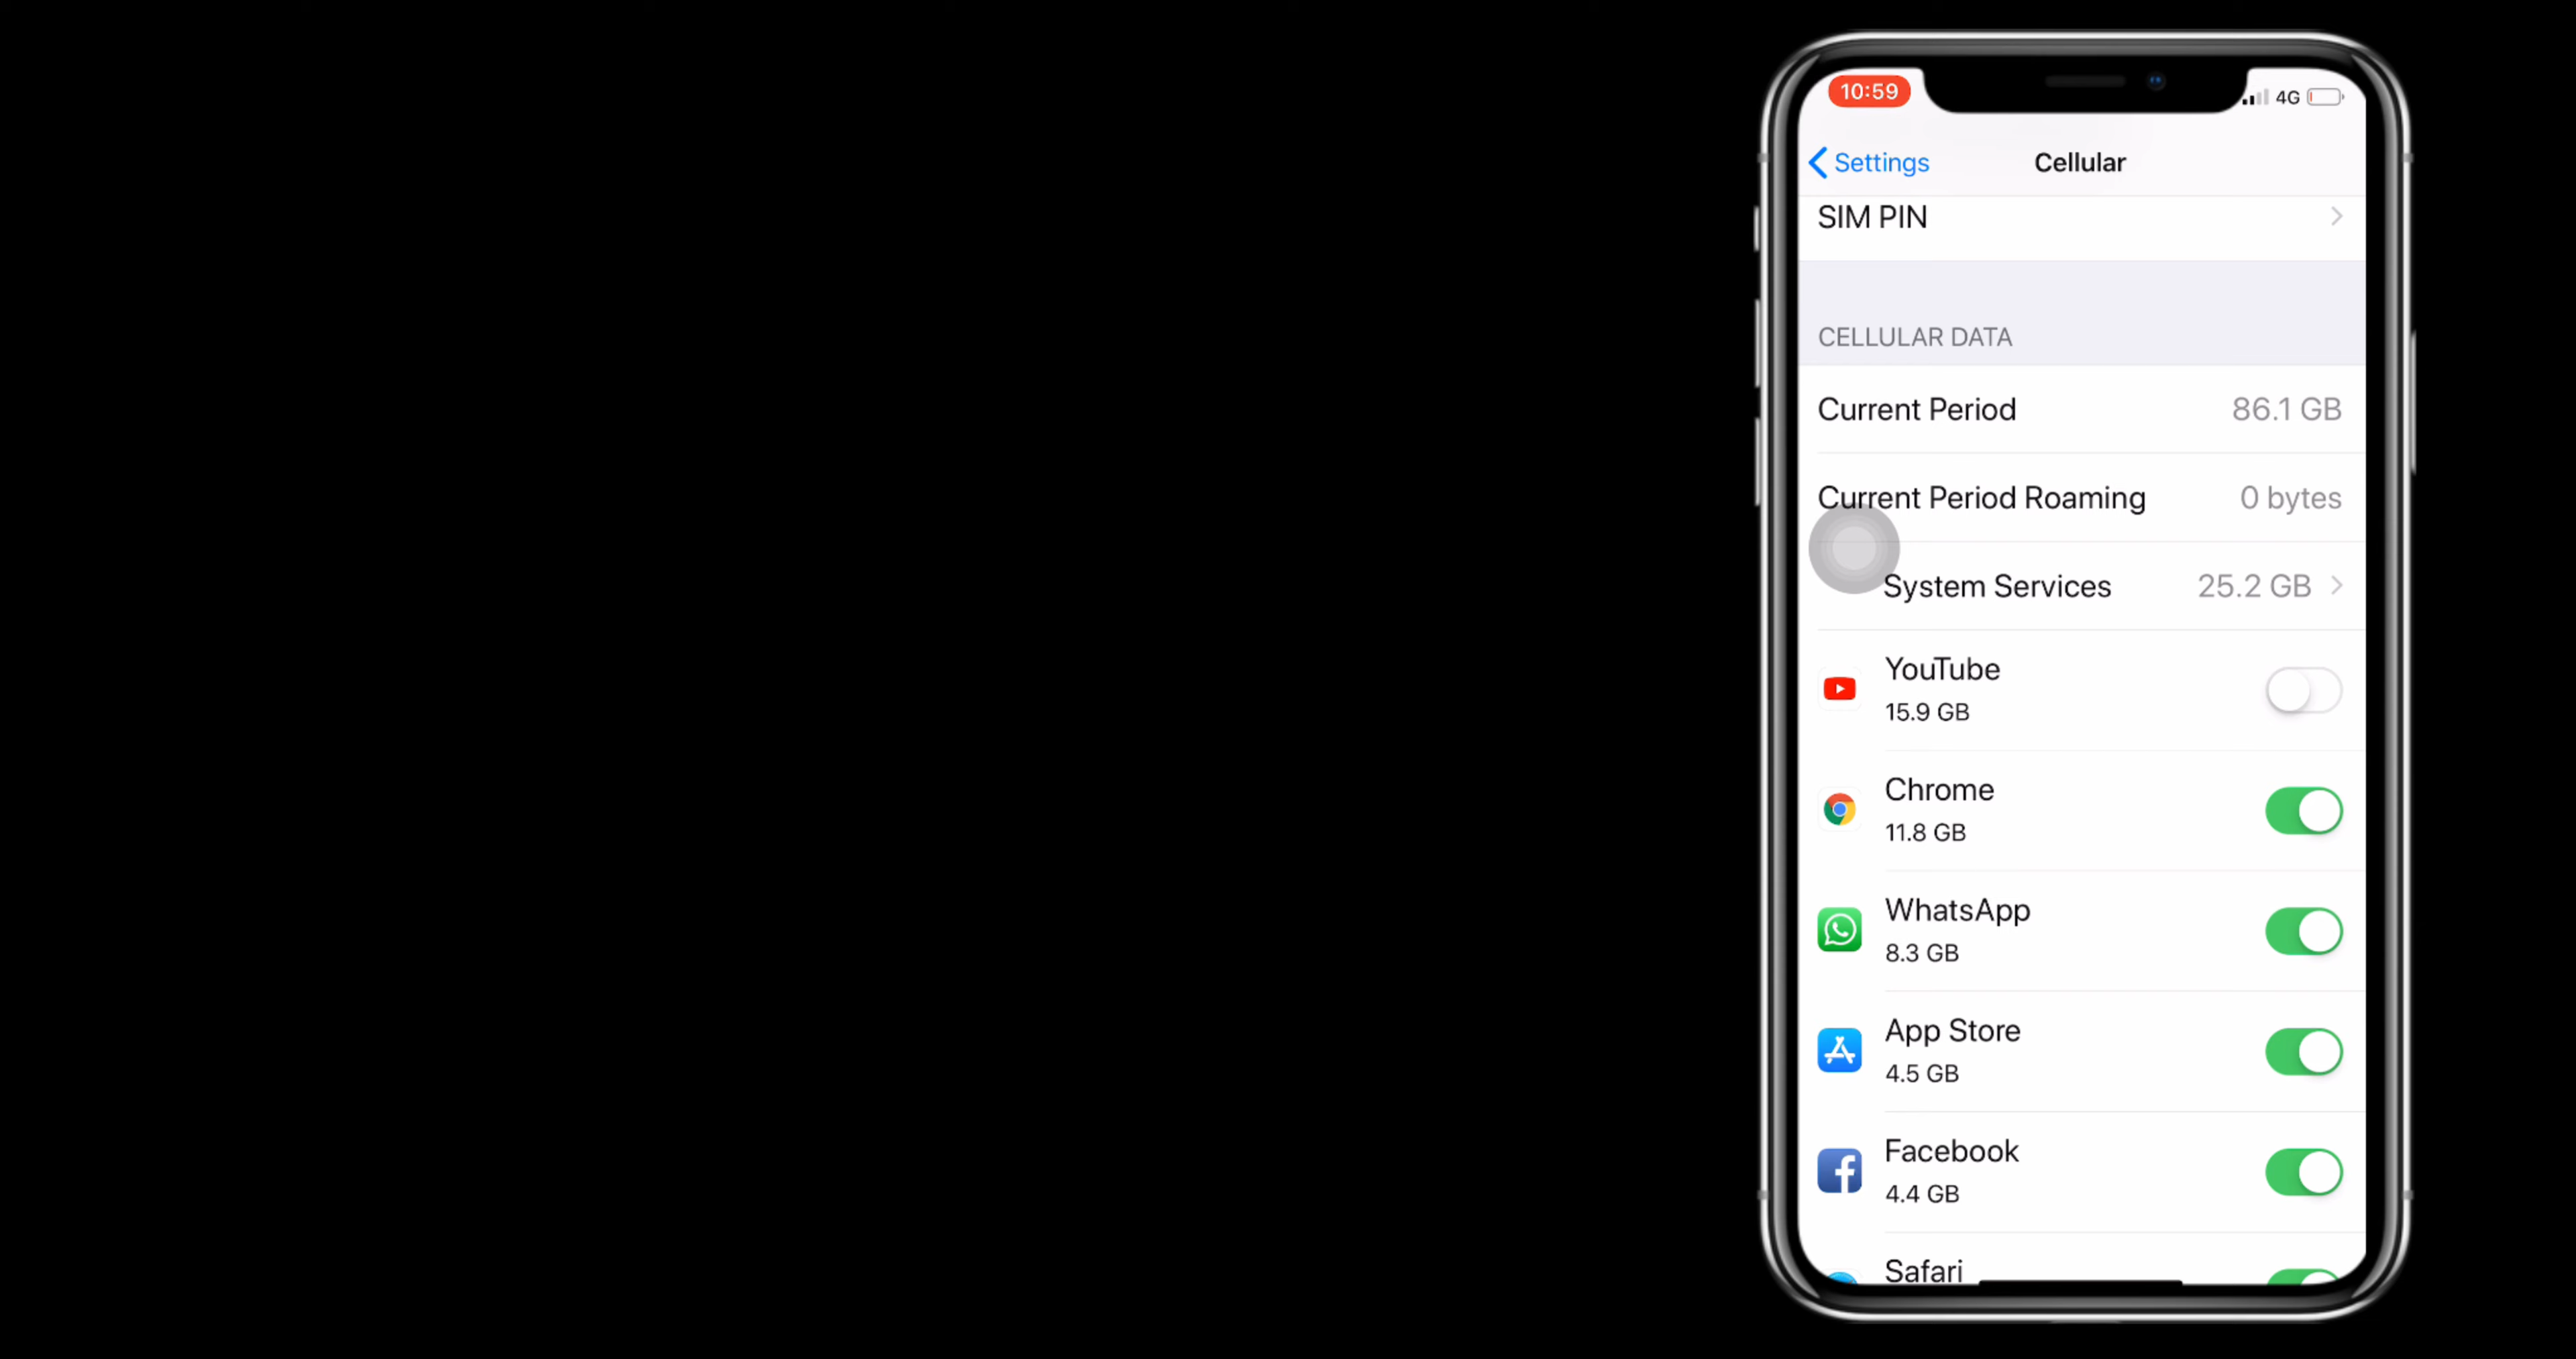 10:59
4G
Settings
Cellular
SIM PIN
CELLULAR DATA
Current Period 86.1 GB
Current Period Roaming 0 bytes
System Services 25.2 GB
YouTube
15.9 GB
Chrome
11.8 GB
WhatsApp
8.3 GB
App Store
4.5 GB
Facebook
4.4 GB
Safari